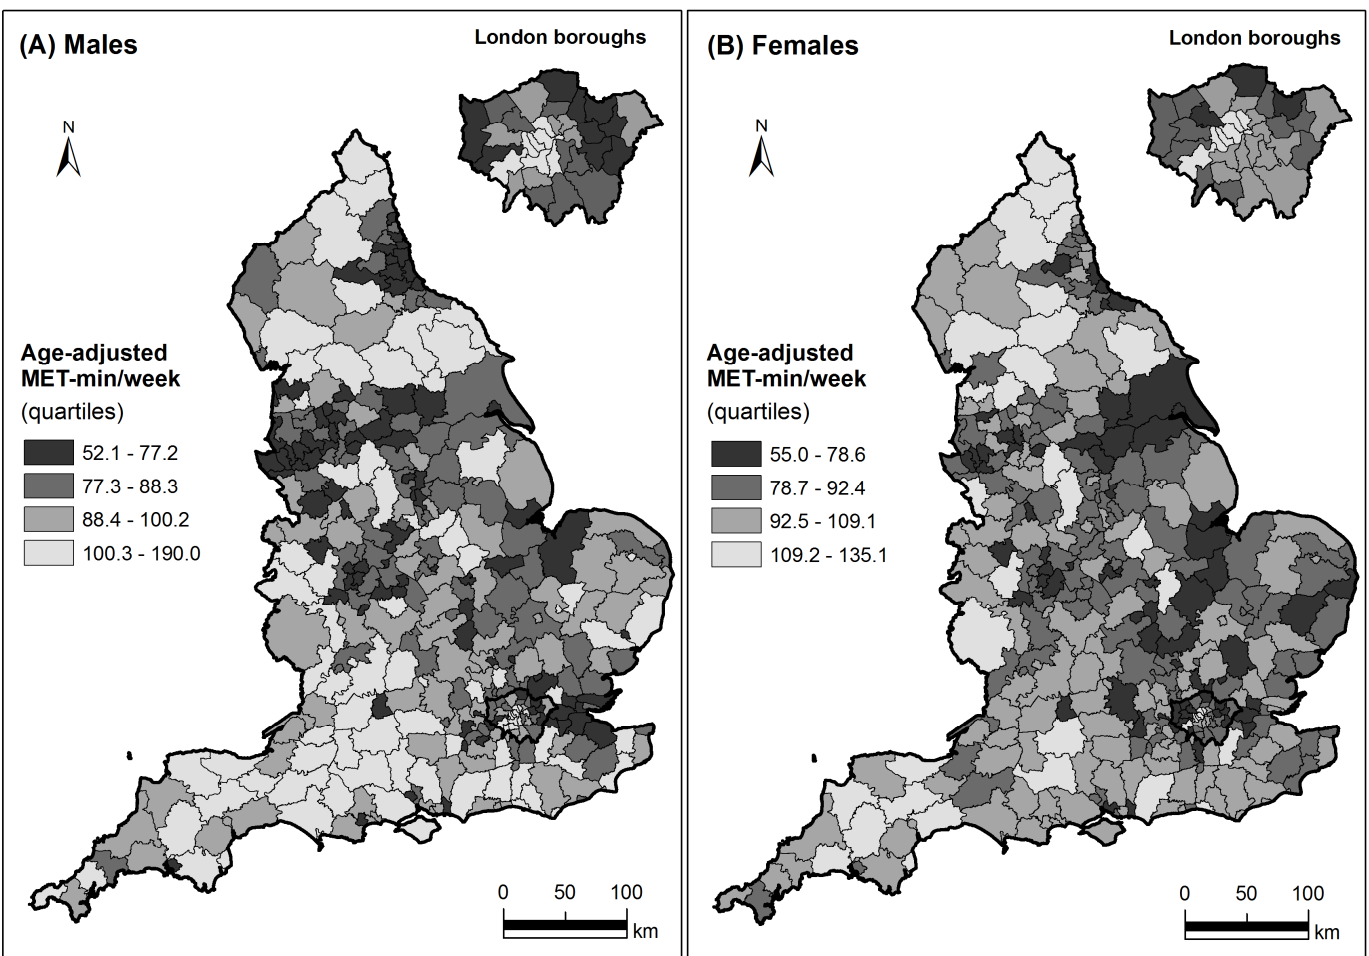 (A) Males
London boroughs
N
Age-adjusted
MET-min/week
(quartiles)
52.1 - 77.2
77.3 - 88.3
88.4 - 100.2
100.3 - 190.0
0 50 100
km
(B) Females
London boroughs
N
Age-adjusted
MET-min/week
(quartiles)
55.0 - 78.6
78.7 - 92.4
92.5 - 109.1
109.2 - 135.1
0 50 100
km